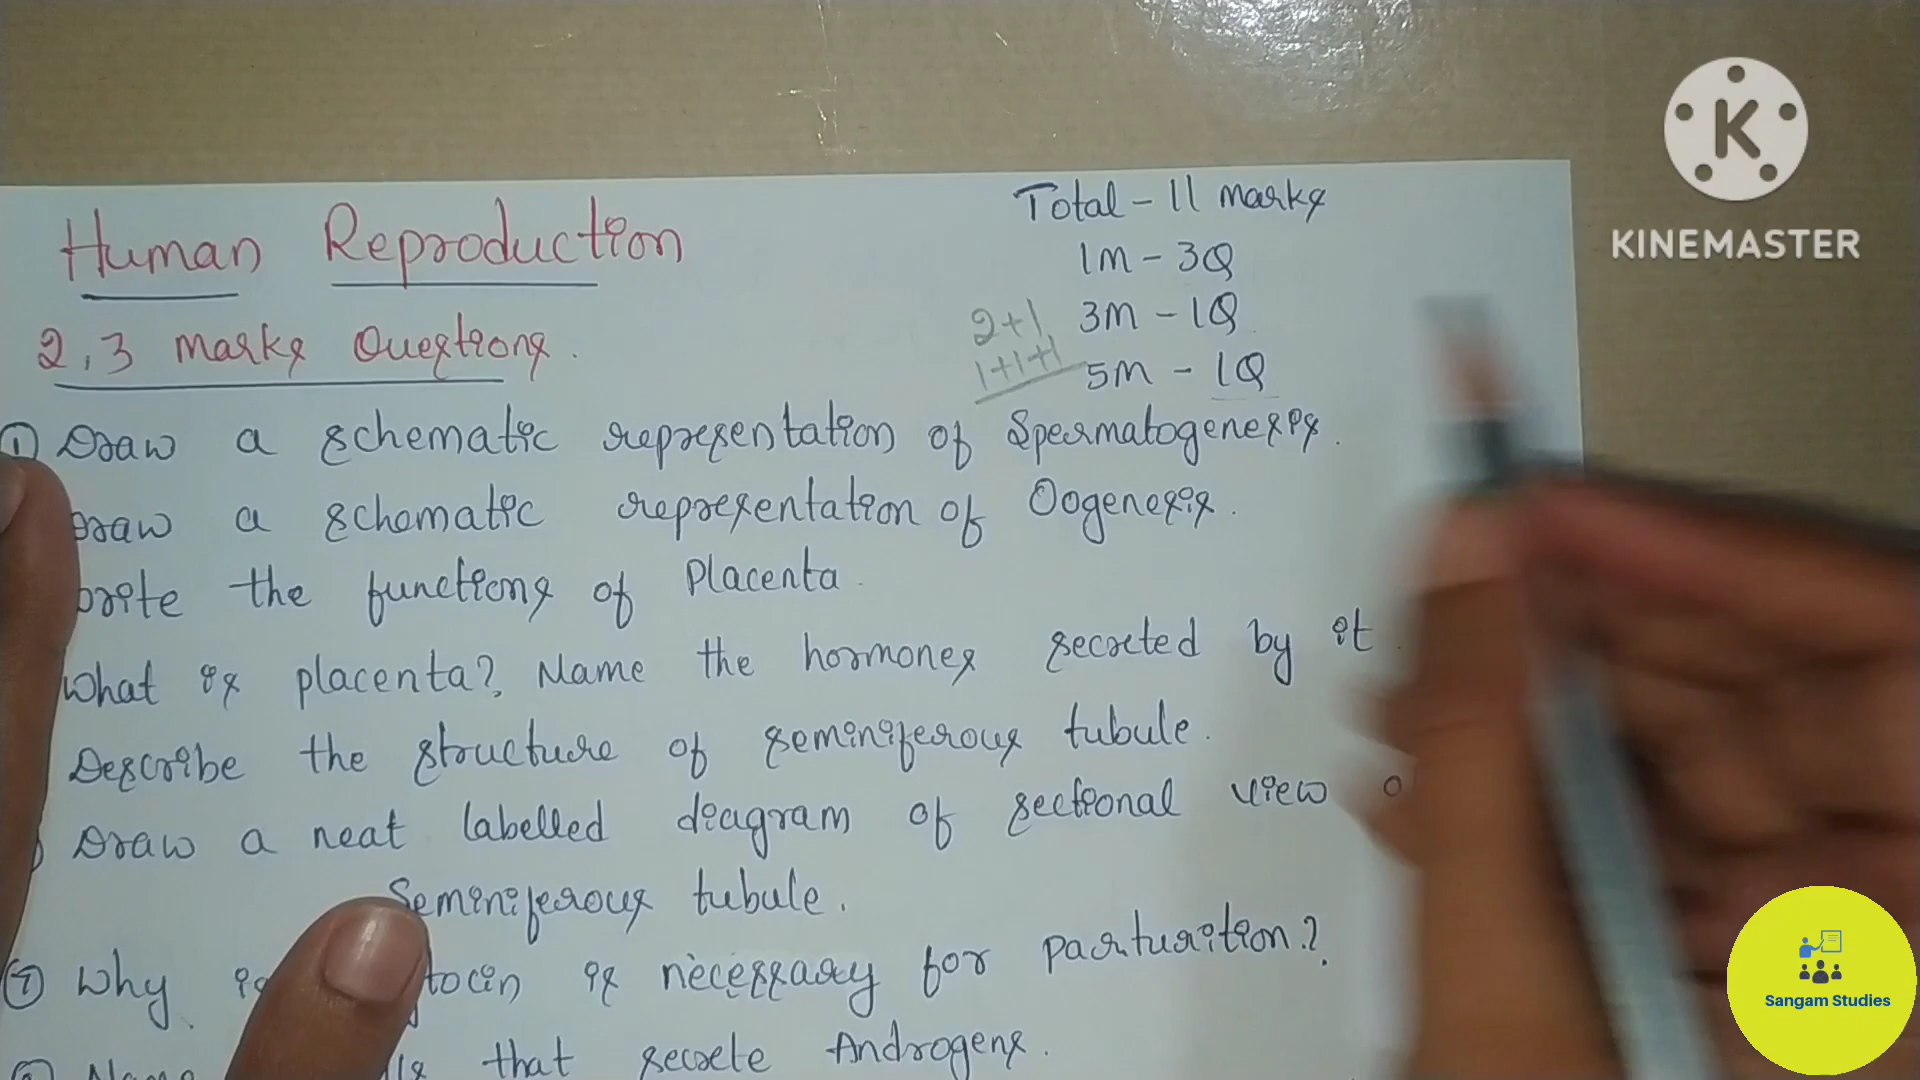 Human Reproduction
2,3 marks Questions.
Total - 11 marks
1M - 3Q
3M - 1Q
5M - 1Q
2+1
1+1+1
① Draw a schematic representation of Spermatogenesis.
Draw a schematic representation of Oogenesis.
the functions of Placenta.
What is placenta? Name the hormones secreted by it.
Describe the structure of seminiferous tubule.
Draw a neat labelled diagram of sectional view
Seminiferous tubule.
⑦ Why is necessary for parturition?
that secrete Androgens.
KINEMASTER
Sangam Studies